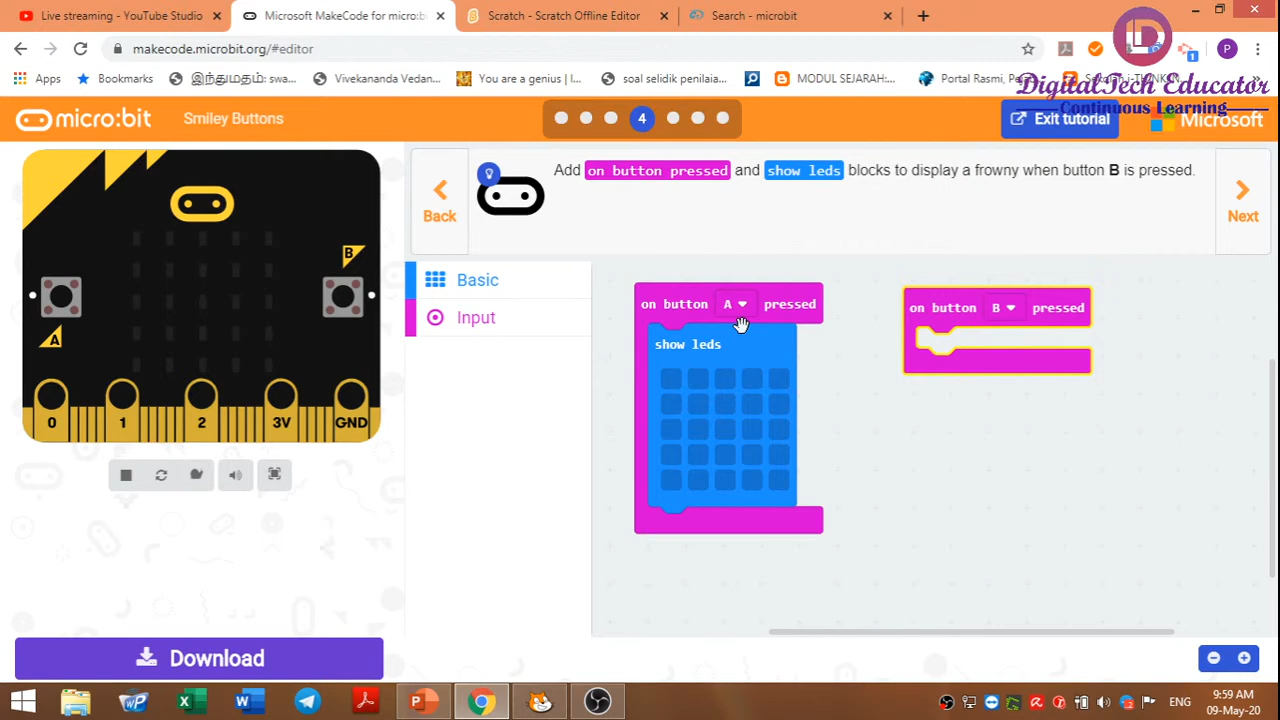 Live streaming - YouTube Studio
Microsoft MakeCode for micro:bi
Scratch - Scratch Offline Editor
Search - microbit
makecode.microbit.org/#editor
P
1
LD
Apps
Bookmarks
இந்துமதம்: சுவ...
Vivekananda Vedan...
You are a genius | I...
soal selidik penilaia...
MODUL SEJARAH:...
Portal Rasmi,
DigitalTech Educator
Continuous Learning
micro:bit
Smiley Buttons
4
Exit tutorial
Microsoft
Back
Add on button pressed and show leds blocks to display a frowny when button B is pressed.
Next
Basic
Input
B
A
0 1 2 3V GND
on button A pressed
show leds
on button B pressed
Download
ENG
9:59 AM
09-May-20